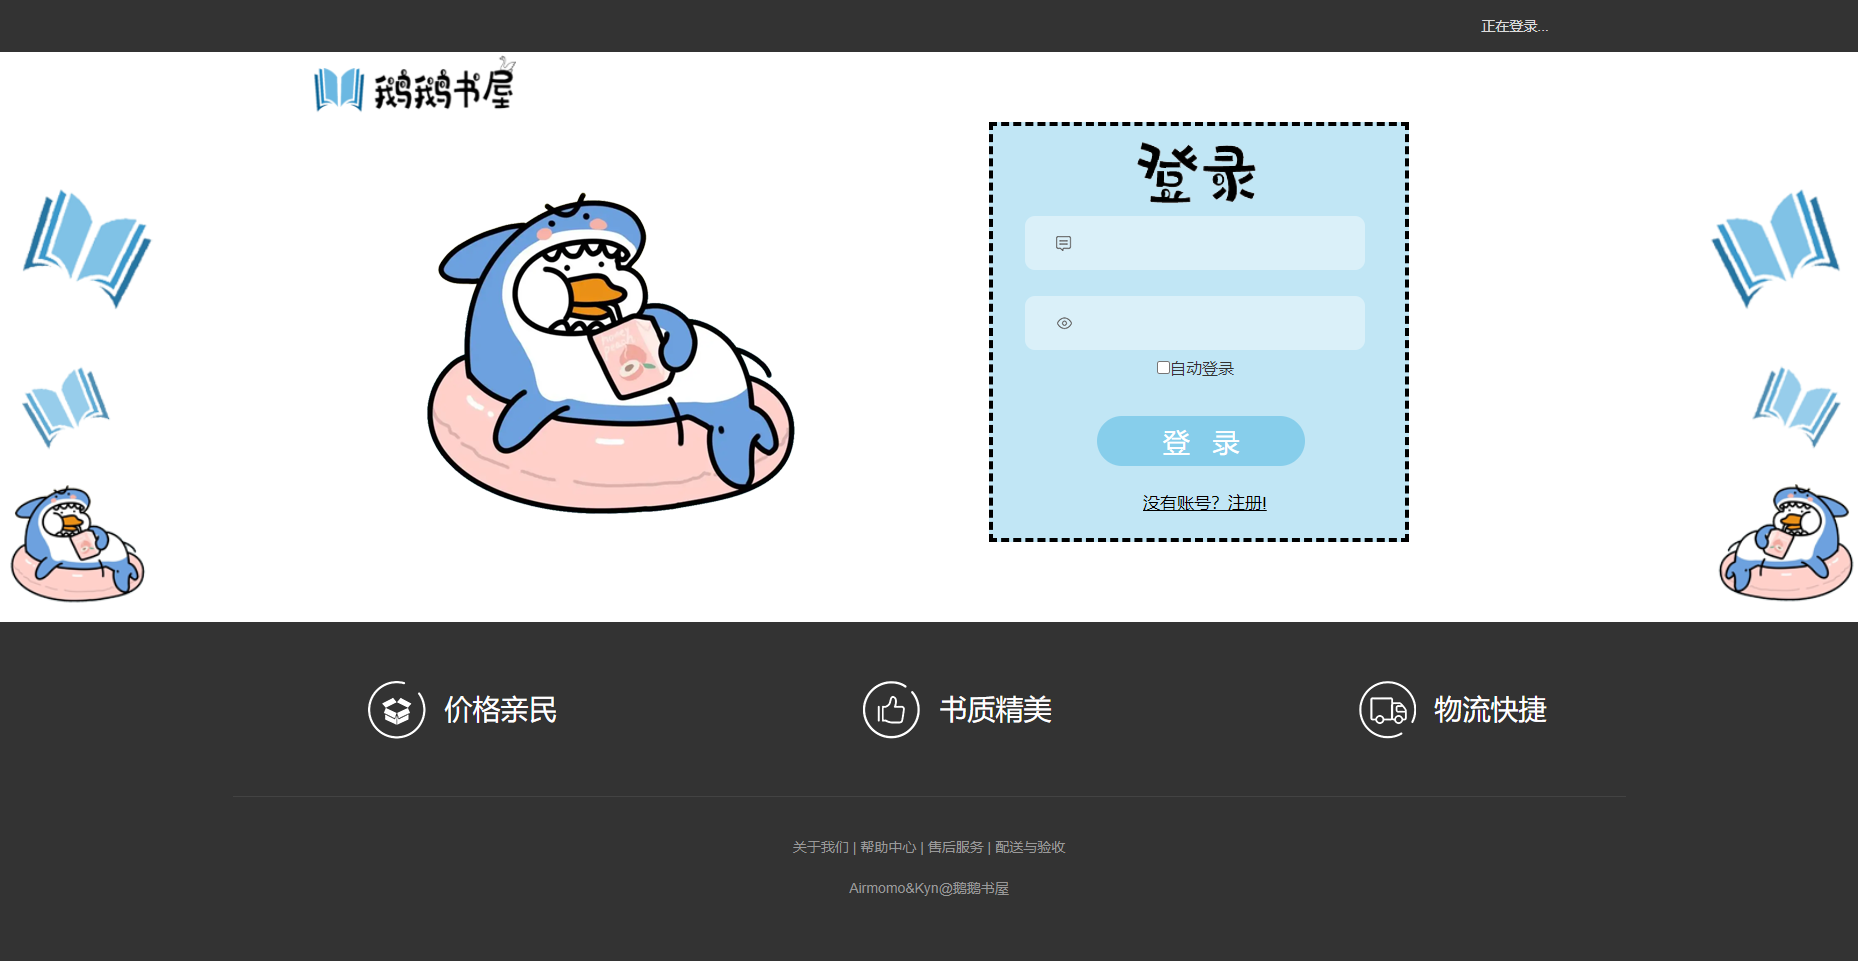 正在登录...
鹅鹅书屋
登录
自动登录
登 录
没有账号？注册!
价格亲民
书质精美
物流快捷
关于我们 | 帮助中心 | 售后服务 | 配送与验收
Airmomo&Kyn@鹅鹅书屋